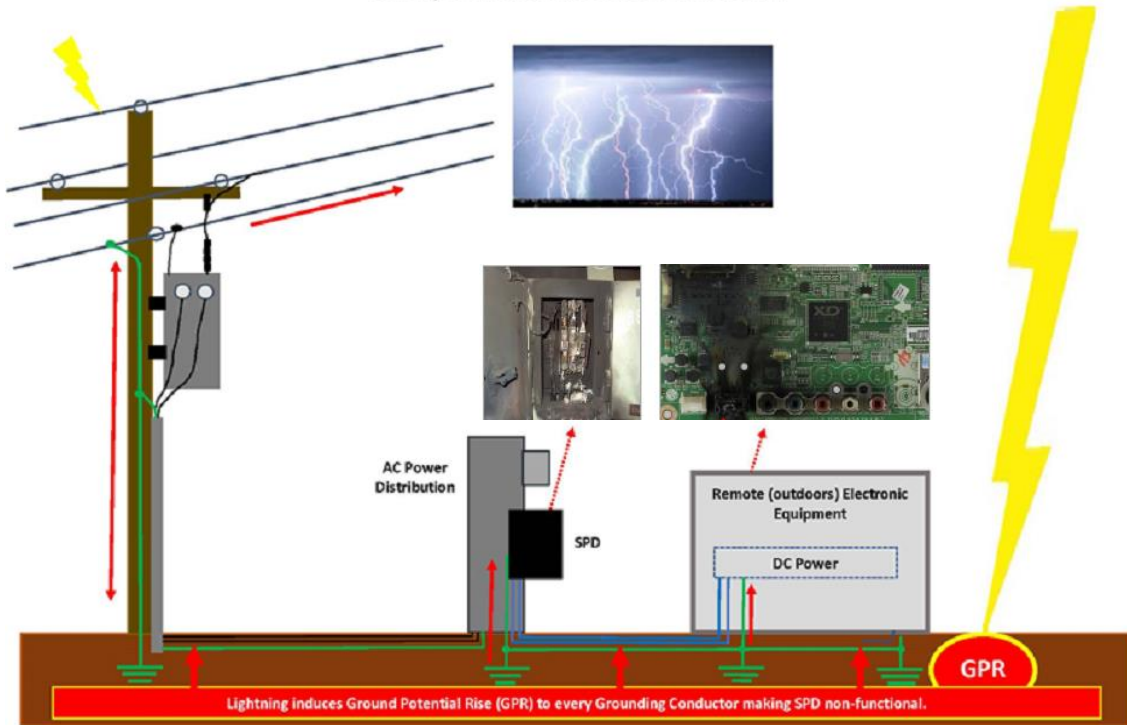 AC Power
Distribution
SPD
Remote (outdoors) Electronic
Equipment
DC Power
GPR
Lightning induces Ground Potential Rise (GPR) to every Grounding Conductor making SPD non-functional.